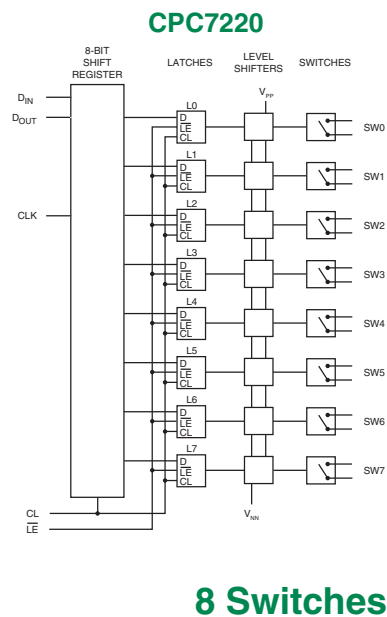 CPC7220
8-BIT
SHIFT
REGISTER
LATCHES
LEVEL
SHIFTERS
SWITCHES
DIN
DOUT
CLK
CL
LE
VPP
L0
D
LE
CL
SW0
L1
D
LE
CL
SW1
L2
D
LE
CL
SW2
L3
D
LE
CL
SW3
L4
D
LE
CL
SW4
L5
D
LE
CL
SW5
L6
D
LE
CL
SW6
L7
D
LE
CL
SW7
VNN
8 Switches